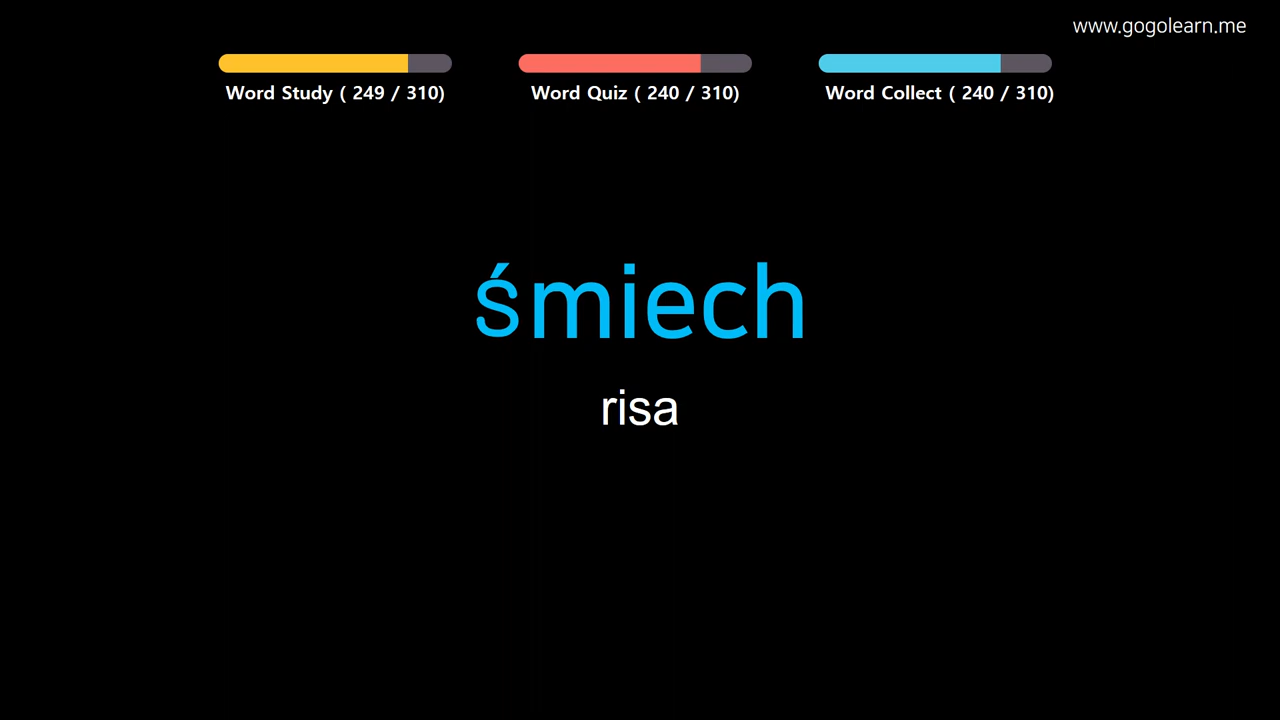 www.gogolearn.me
Word Study ( 249 / 310)
Word Quiz ( 240 / 310)
Word Collect ( 240 / 310)
śmiech
risa